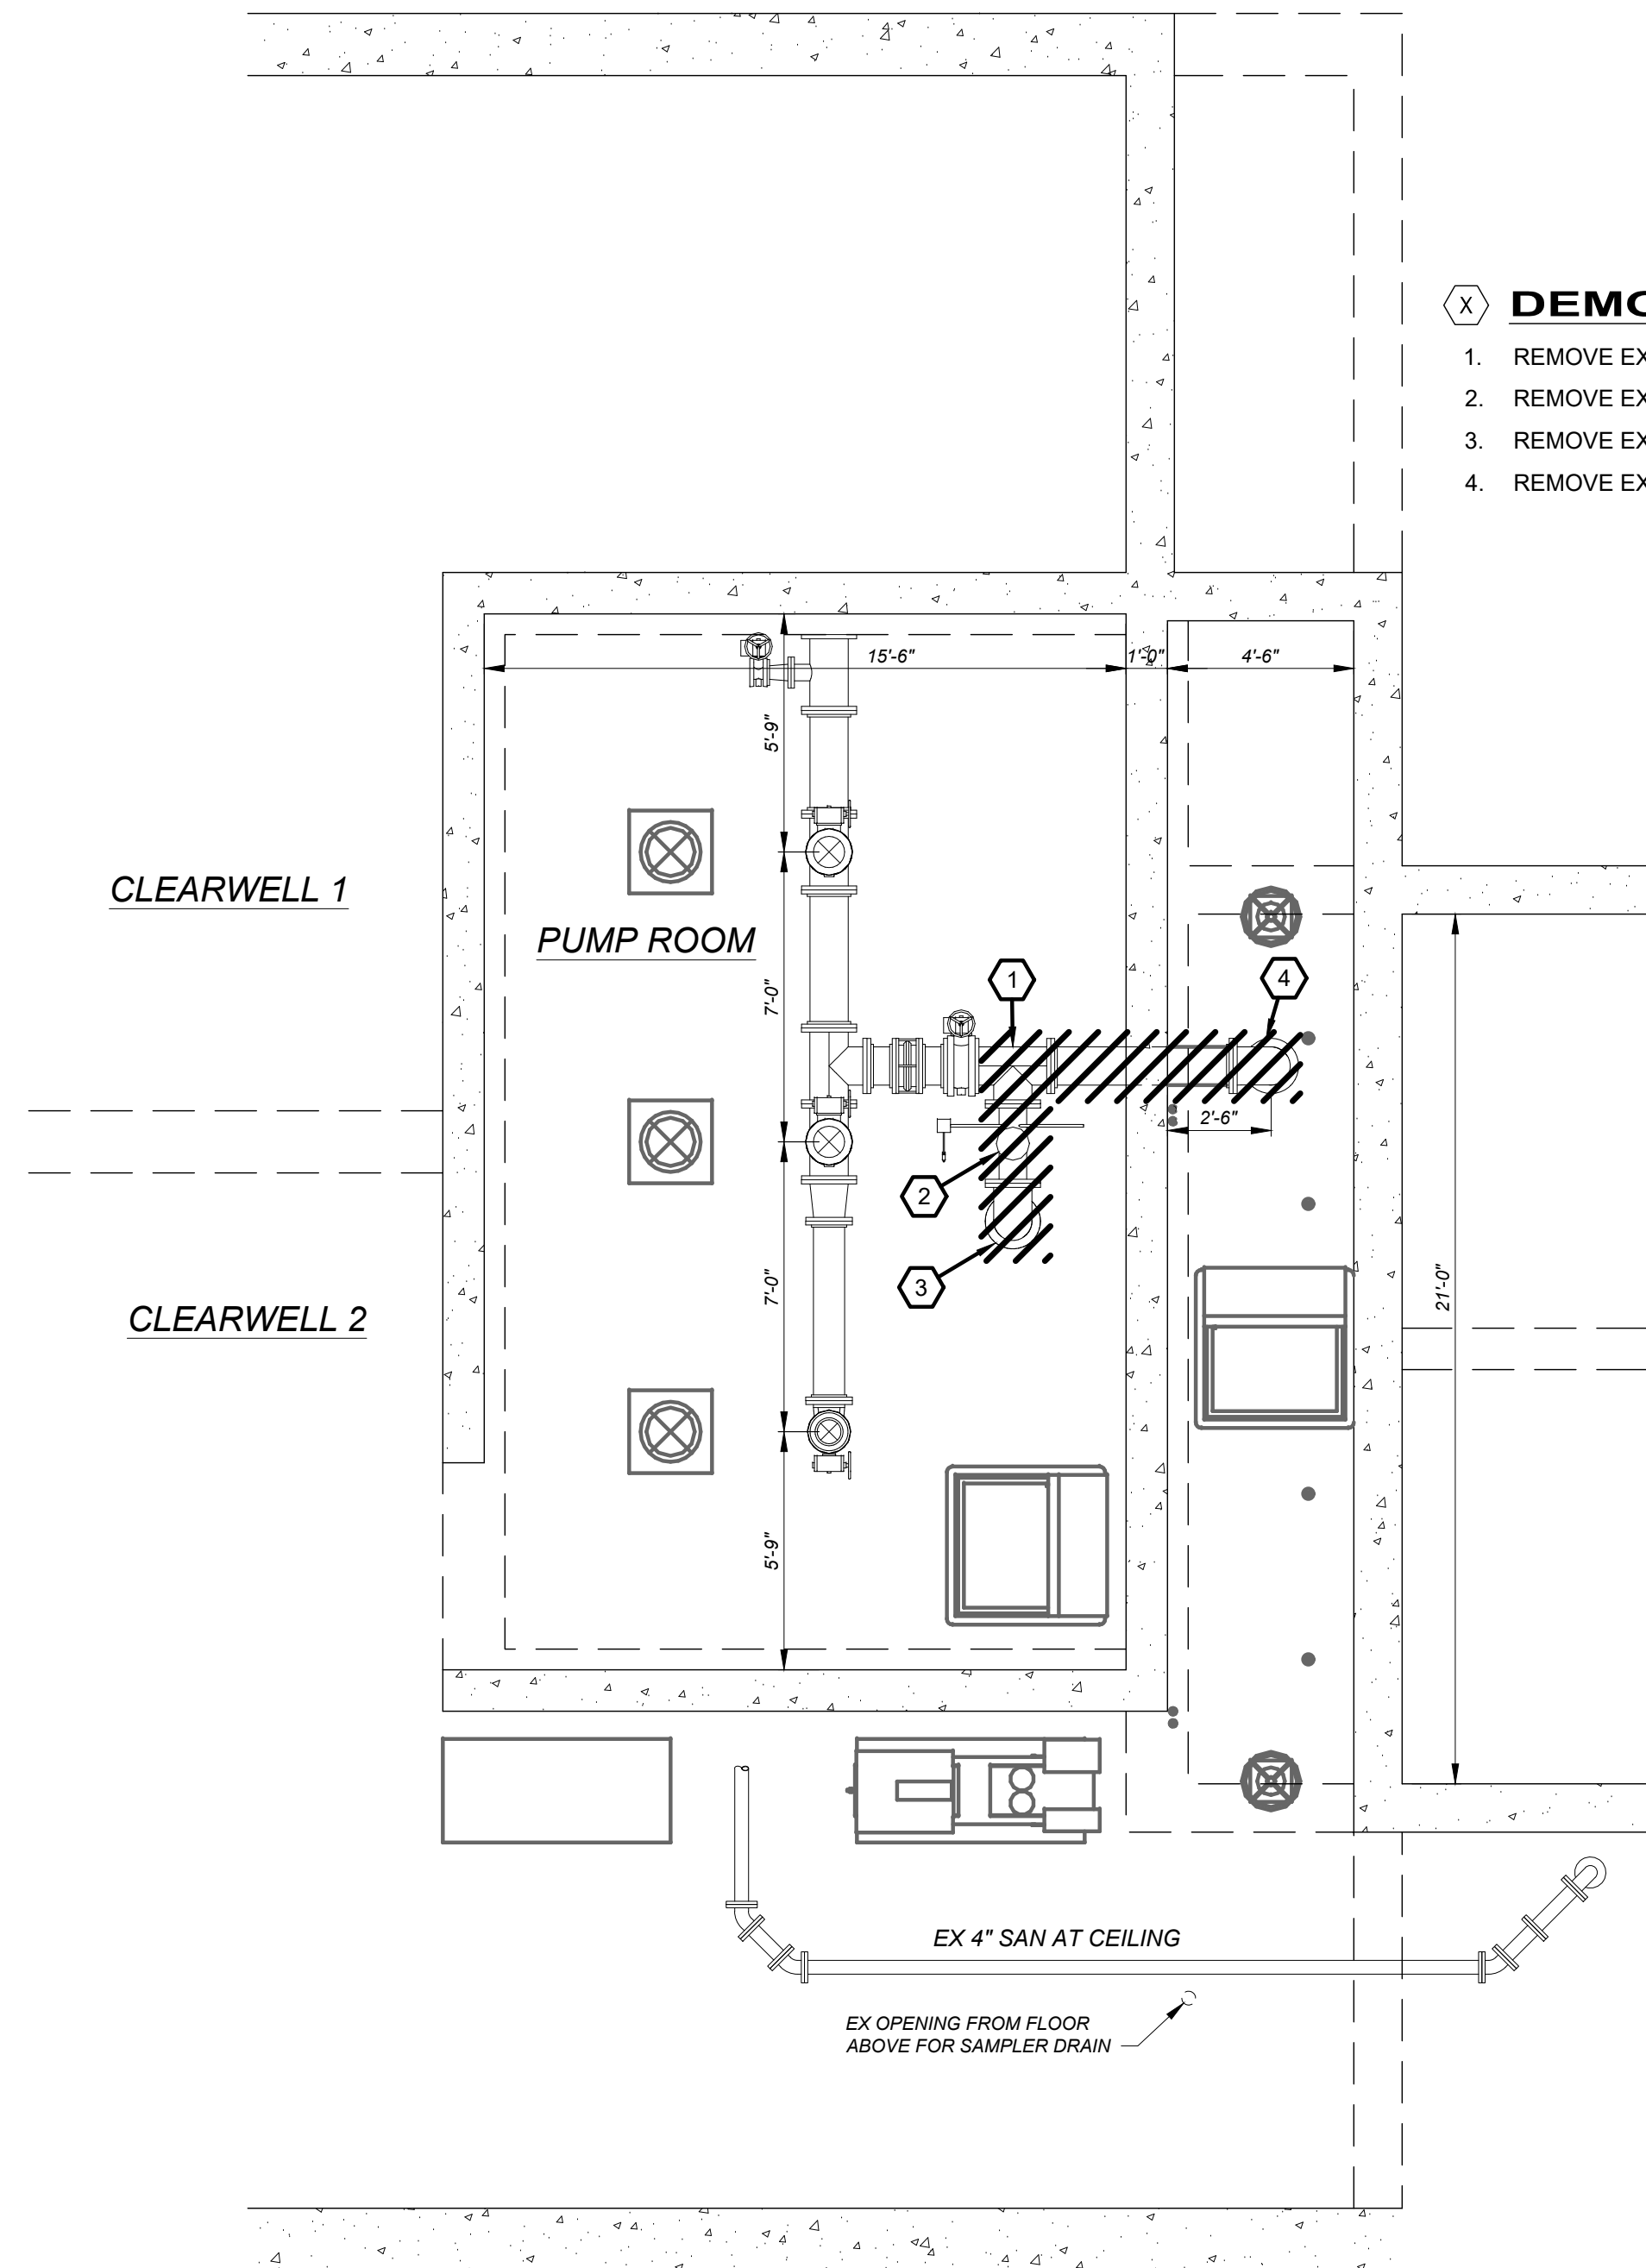 X DEMO
1. REMOVE EX
2. REMOVE EX
3. REMOVE EX
4. REMOVE EX
15'-6"
1'-0"
4'-6"
5'-9"
CLEARWELL 1
PUMP ROOM
7'-0"
1
4
2'-6"
2
3
CLEARWELL 2
7'-0"
21'-0"
5'-9"
EX 4" SAN AT CEILING
EX OPENING FROM FLOOR
ABOVE FOR SAMPLER DRAIN